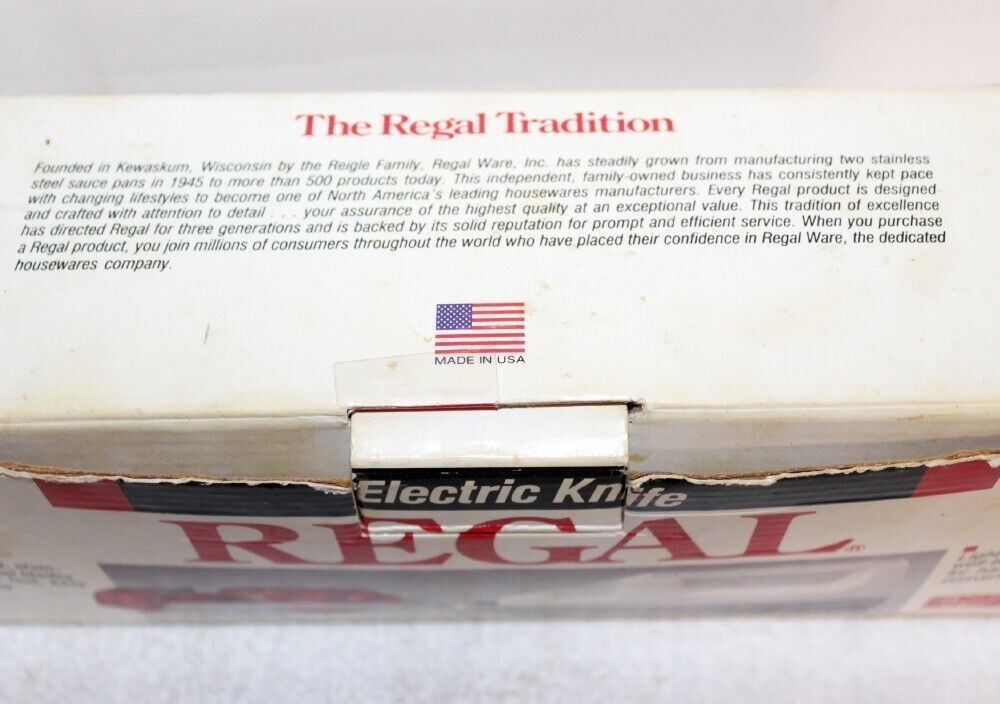 The Regal Tradition
Founded in Kewaskum, Wisconsin by the Reigle Family, Regal Ware, Inc. has steadily grown from manufacturing two stainless
steel sauce pans in 1945 to more than 500 products today. This independent, family-owned business has consistently kept pace
with changing lifestyles to become one of North America's leading housewares manufacturers. Every Regal product is designed
and crafted with attention to detail . . . your assurance of the highest quality at an exceptional value. This tradition of excellence
has directed Regal for three generations and is backed by its solid reputation for prompt and efficient service. When you purchase
a Regal product, you join millions of consumers throughout the world who have placed their confidence in Regal Ware, the dedicated
housewares company.
MADE IN USA
Electric Knife
REGAL®